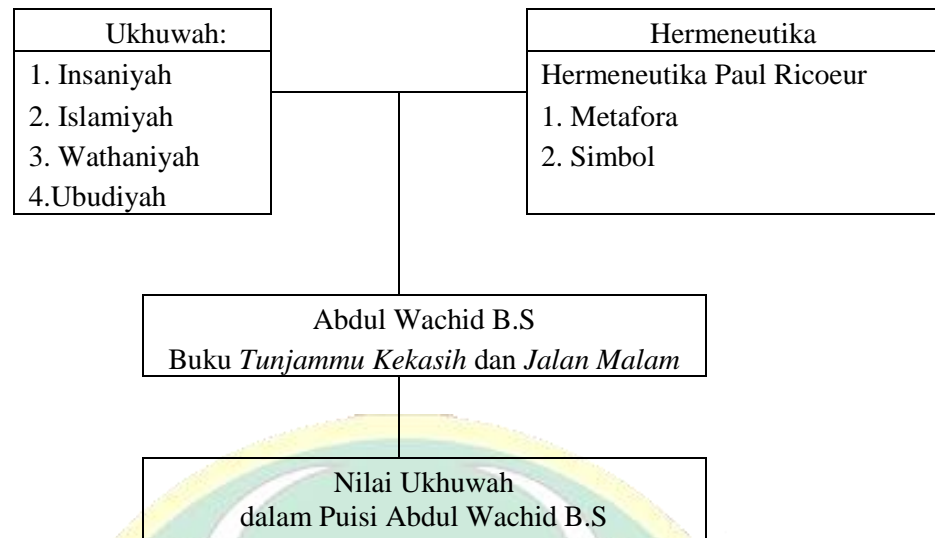 Ukhuwah:
1. Insaniyah
2. Islamiyah
3. Wathaniyah
4.Ubudiyah
Hermeneutika
Hermeneutika Paul Ricoeur
1. Metafora
2. Simbol
Abdul Wachid B.S
Buku Tunjammu Kekasih dan Jalan Malam
Nilai Ukhuwah
dalam Puisi Abdul Wachid B.S